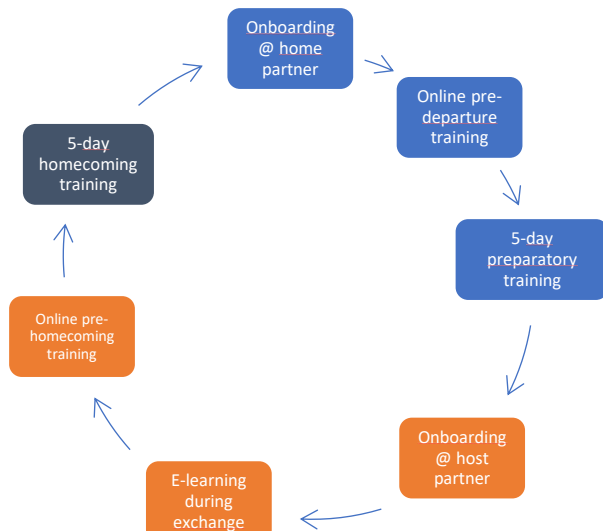 Onboarding
@ home
partner
Online pre-
departure
training
5-day
preparatory
training
Onboarding
@ host
partner
E-learning
during
exchange
Online pre-
homecoming
training
5-day
homecoming
training